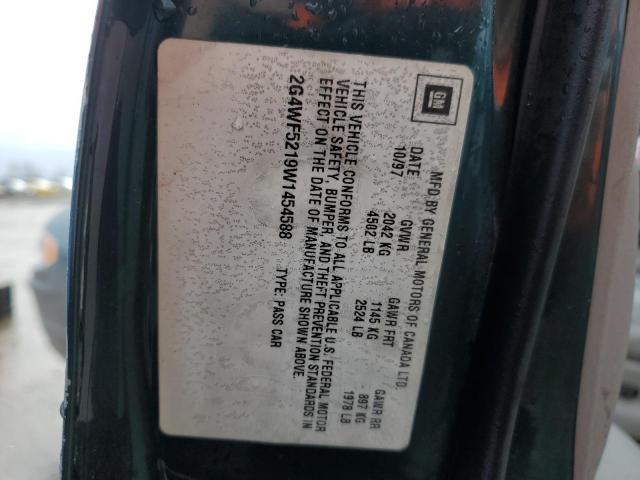 GM
MFD BY GENERAL MOTORS OF CANADA LTD.
DATE GVWR GAWR FRT GAWR RR
10/97 2042 KG 1145 KG 897 KG
4502 LB 2524 LB 1978 LB
THIS VEHICLE CONFORMS TO ALL APPLICABLE U.S. FEDERAL MOTOR
VEHICLE SAFETY, BUMPER, AND THEFT PREVENTION STANDARDS IN
EFFECT ON THE DATE OF MANUFACTURE SHOWN ABOVE.
2G4WF5219W1454588 TYPE: PASS CAR